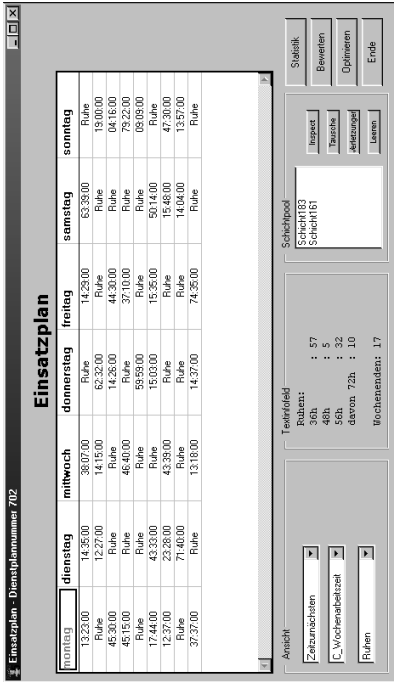 Einsatzplan - Dienstplannummer 702
Einsatzplan
montag dienstag mittwoch donnerstag freitag samstag sonntag
13:23:00 14:35:00 38:07:00 Ruhe 14:29:00 63:39:00 Ruhe
Ruhe 12:27:00 14:15:00 62:32:00 Ruhe Ruhe 19:00:00
45:30:00 Ruhe Ruhe 14:26:00 44:30:00 Ruhe 04:16:00
45:15:00 Ruhe 46:40:00 Ruhe 37:10:00 Ruhe 79:22:00
Ruhe Ruhe Ruhe 59:59:00 Ruhe Ruhe 09:09:00
17:44:00 43:33:00 Ruhe 15:03:00 15:35:00 50:14:00 Ruhe
12:37:00 23:28:00 43:39:00 Ruhe Ruhe 15:48:00 47:30:00
Ruhe 71:40:00 Ruhe Ruhe Ruhe 14:04:00 13:57:00
37:37:00 Ruhe 13:18:00 14:37:00 74:35:00 Ruhe Ruhe
Ansicht
Zeitzumächsten
C_Wochenarbeitszeit
Ruhen
Textinfofeld
Ruhen:
36h : 57
48h : 5
56h : 32
davon 72h : 10
Wochenenden: 17
Schichtpool
Schicht183
Schicht161
Inspect
Tausche
Verletzungen
Leeren
Statistik
Bewerten
Optimieren
Ende